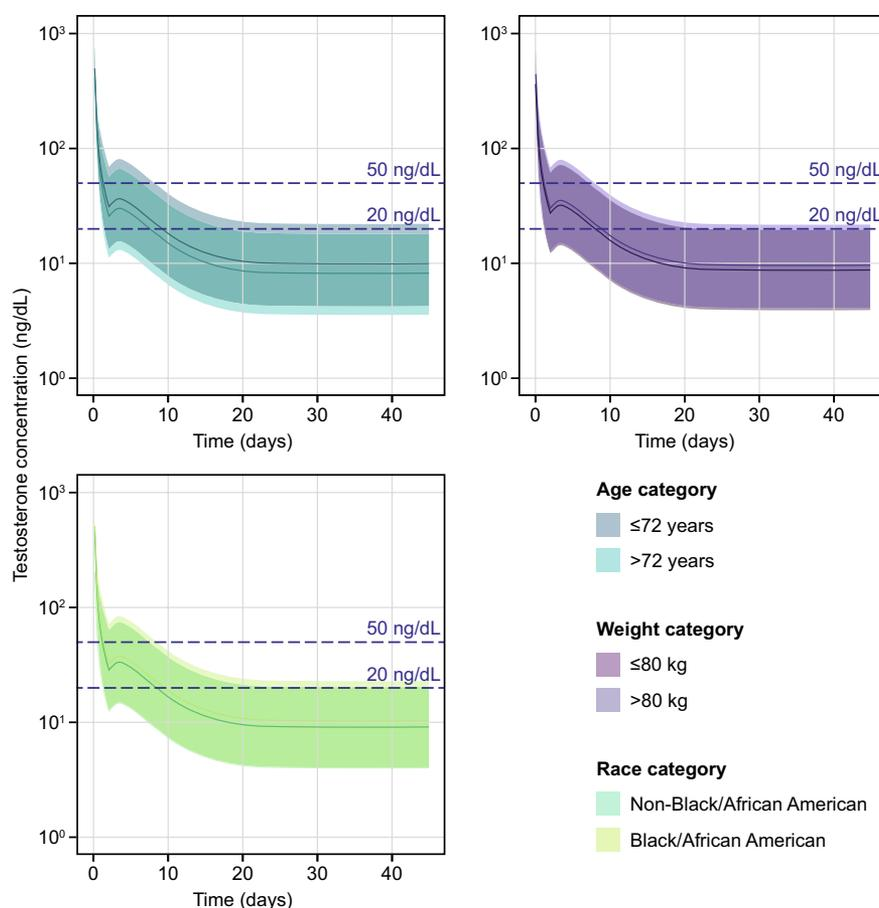 Testosterone concentration (ng/dL)
10³
10²
10¹
10⁰
50 ng/dL
20 ng/dL
0 10 20 30 40
Time (days)
10³
10²
10¹
10⁰
50 ng/dL
20 ng/dL
0 10 20 30 40
Time (days)
10³
10²
10¹
10⁰
50 ng/dL
20 ng/dL
0 10 20 30 40
Time (days)
Age category
≤72 years
>72 years
Weight category
≤80 kg
>80 kg
Race category
Non-Black/African American
Black/African American